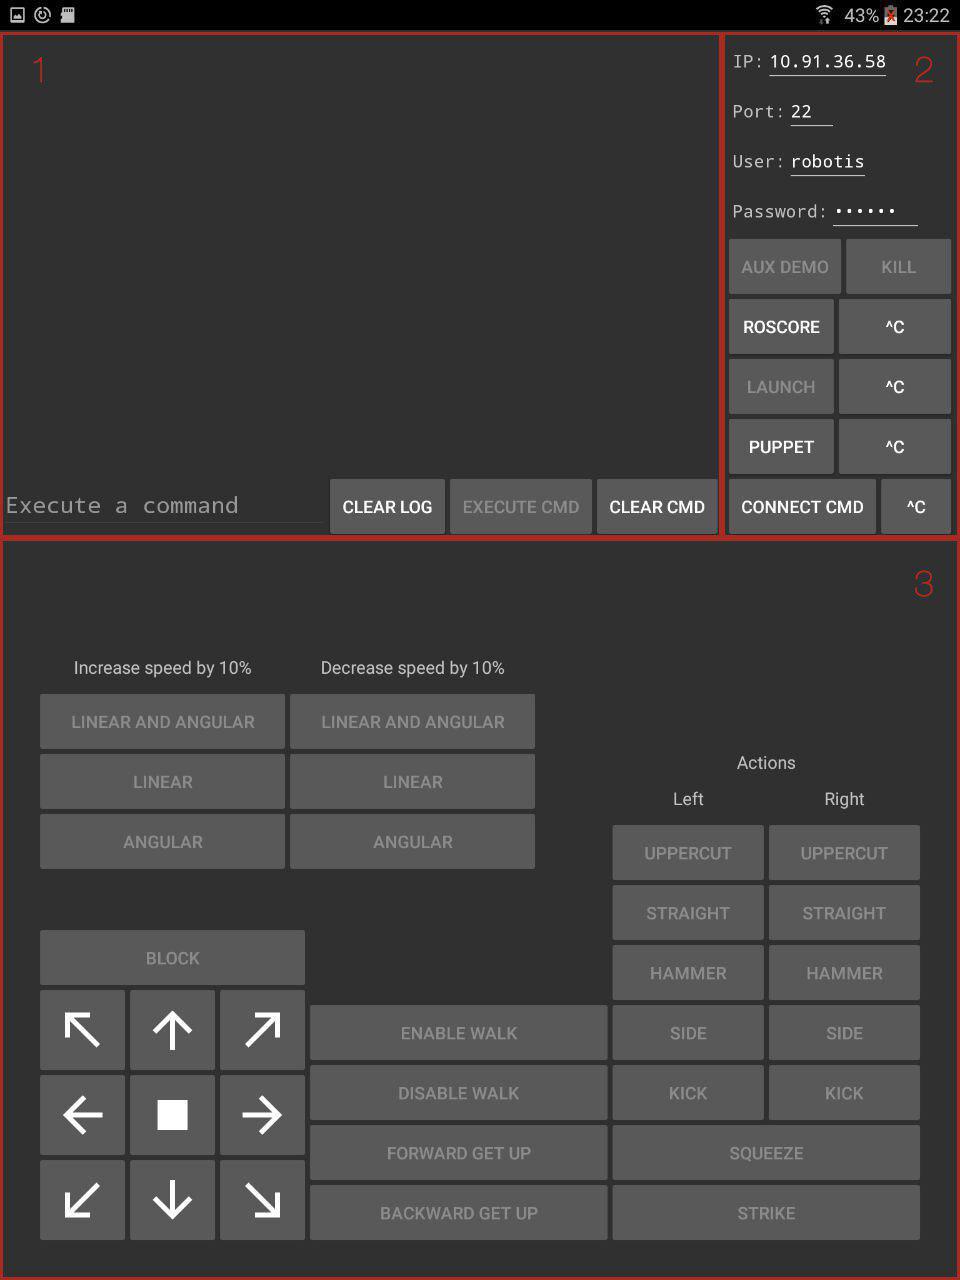 43% 23:22
1
2
IP: 10.91.36.58
Port: 22
User: robotis
Password: ••••••
AUX DEMO KILL
ROSCORE ^C
LAUNCH ^C
PUPPET ^C
Execute a command CLEAR LOG EXECUTE CMD CLEAR CMD CONNECT CMD ^C
3
Increase speed by 10% Decrease speed by 10%
LINEAR AND ANGULAR LINEAR AND ANGULAR
LINEAR LINEAR
ANGULAR ANGULAR
Actions
Left Right
UPPERCUT UPPERCUT
STRAIGHT STRAIGHT
HAMMER HAMMER
SIDE SIDE
KICK KICK
SQUEEZE
STRIKE
BLOCK
ENABLE WALK
DISABLE WALK
FORWARD GET UP
BACKWARD GET UP